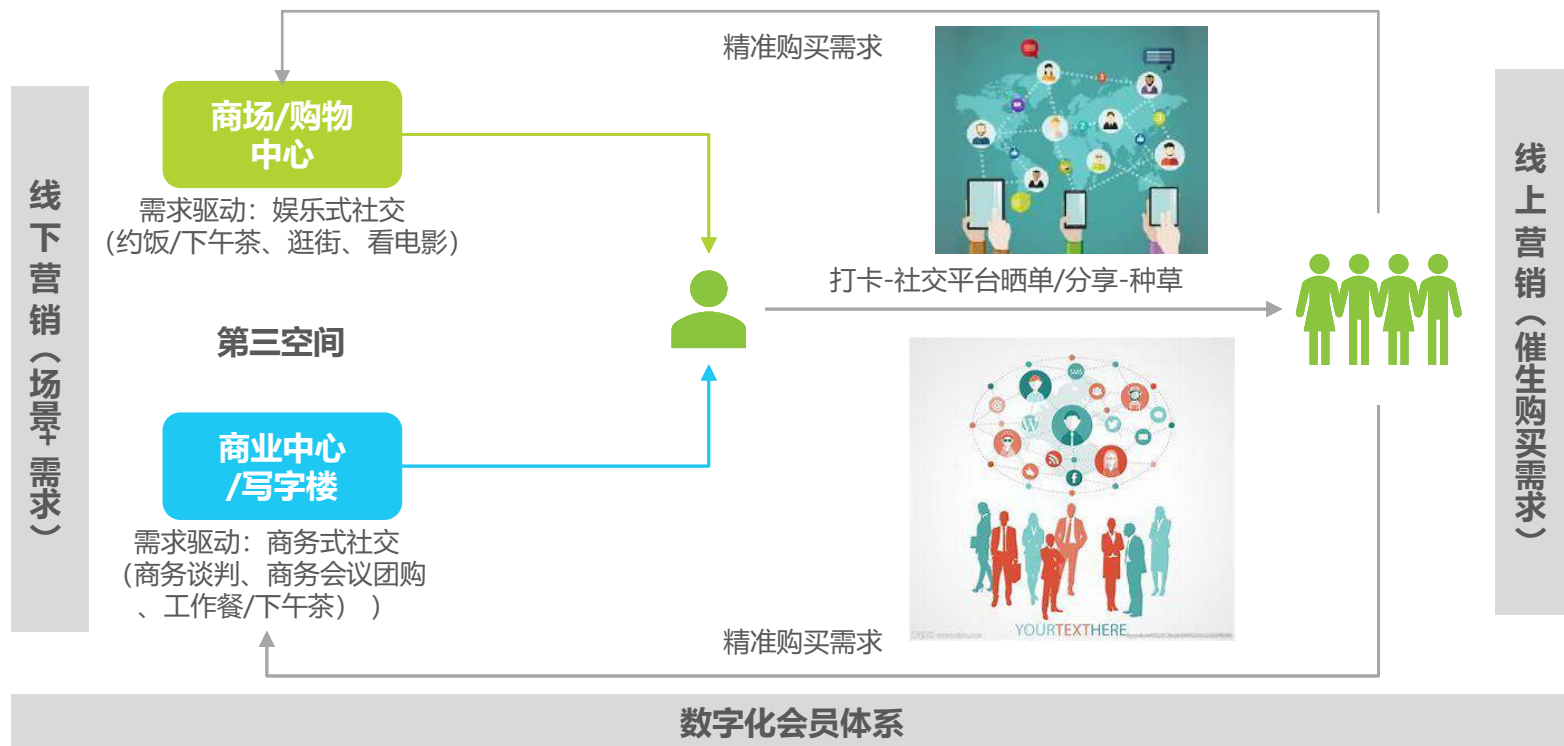 精准购买需求
商场/购物
中心
需求驱动：娱乐式社交
（约饭/下午茶、逛街、看电影）
线下营销（场景+需求）
第三空间
打卡-社交平台晒单/分享-种草
线上营销（催生购买需求）
商业中心
/写字楼
需求驱动：商务式社交
（商务谈判、商务会议团购
、工作餐/下午茶））
SMS
YOURTEXTHERE
精准购买需求
数字化会员体系